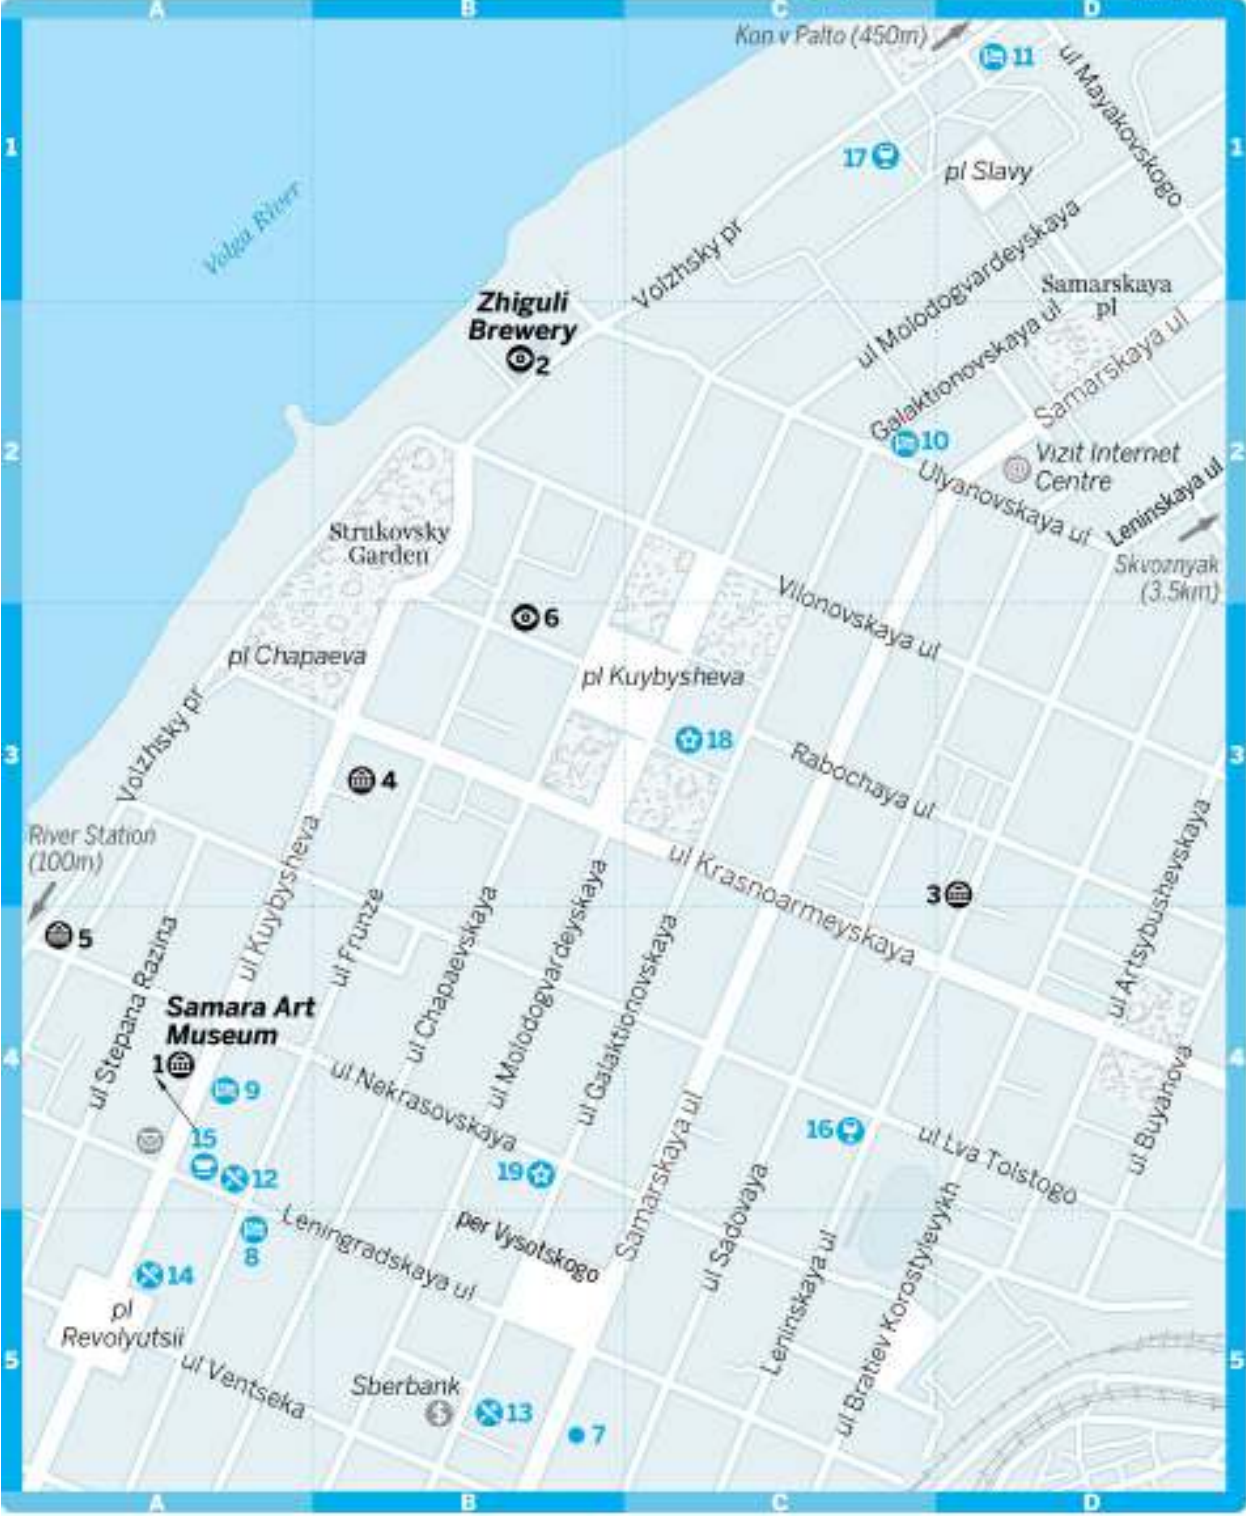 A
B
C
D
Kon v Palto (450m)
11
ul Mayakovskogo
1
1
17
pl Slavy
Volga River
Volzhsky pr
ul Molodogvardeyskaya
Samarskaya
pl
Zhiguli
Brewery
2
Galaktionovskaya ul
Samarskaya ul
10
2
2
Vizit Internet
Centre
Ulyanovskaya ul
Leninskaya ul
Strukovsky
Garden
Skvoznyak
(3.5km)
Vilonovskaya ul
6
pl Chapaeva
pl Kuybysheva
Volzhsky pr
18
3
3
4
Rabochaya ul
River Station
(100m)
ul Kuybysheva
ul Krasnoarmeyskaya
ul Artsybushevskaya
3
5
ul Stepana Razina
ul Frunze
ul Chapaevskaya
ul Molodogvardeyskaya
ul Galaktionovskaya
Samara Art
Museum
1
4
4
9
ul Nekrasovskaya
ul Buyanova
15
16
ul Lva Tolstogo
12
19
Samarskaya ul
ul Sadovaya
per Vysotskogo
Leningradskaya ul
8
14
Leninskaya ul
ul Bratiev Korostylevykh
pl
Revolyutsii
5
5
ul Ventseka
Sberbank
$
13
7
A
B
C
D